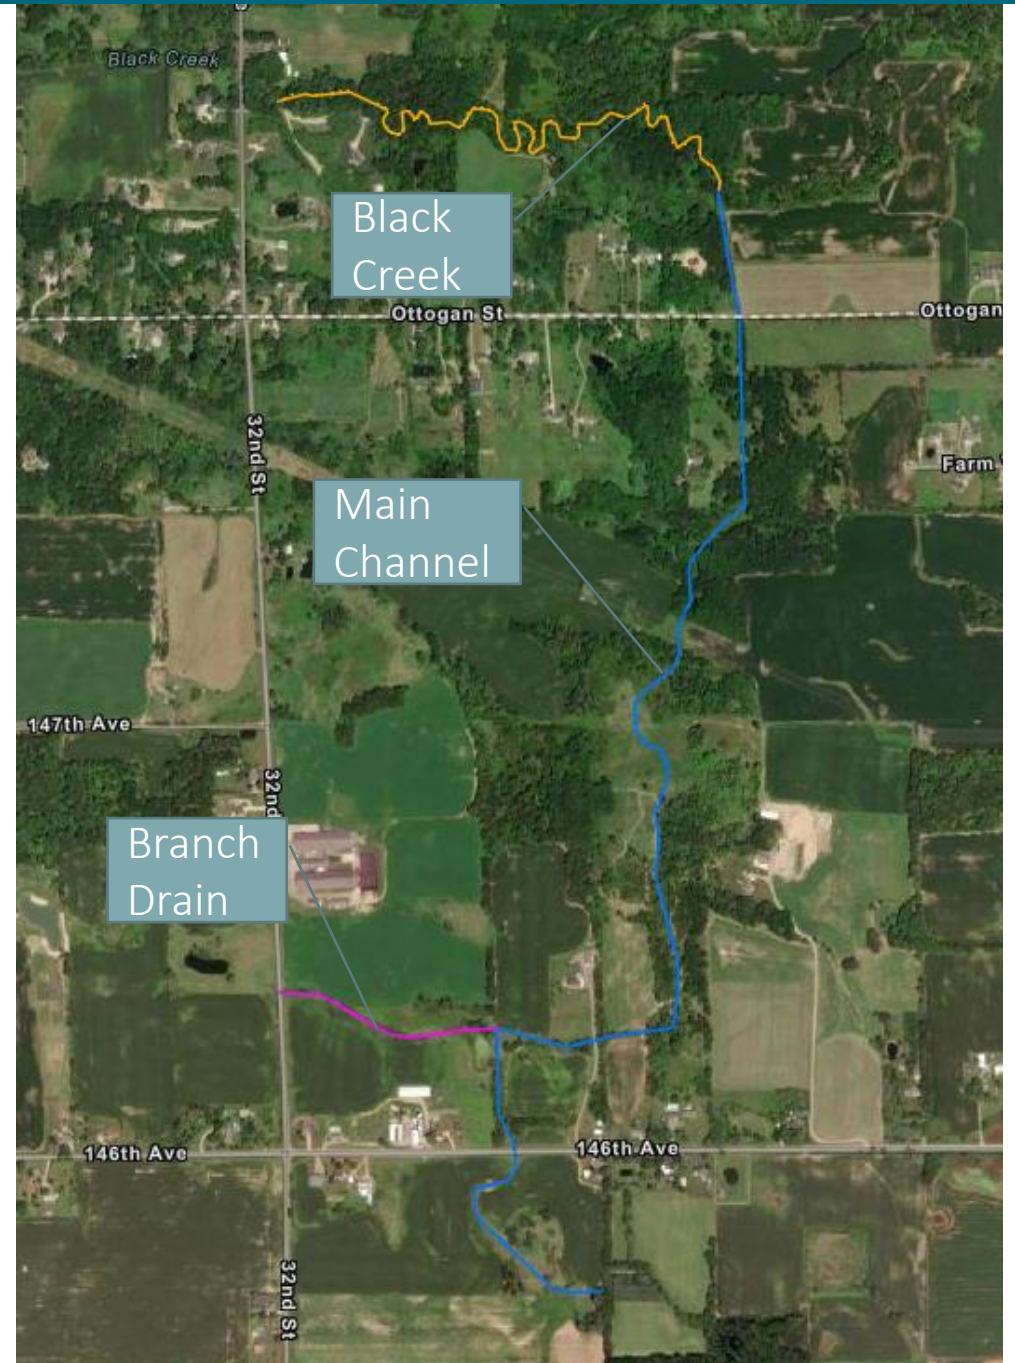 Black Creek
Black
Creek
Ottogan St
Ottogan
32nd St
Farm
Main
Channel
147th Ave
32nd
Branch
Drain
146th Ave
146th Ave
32nd St